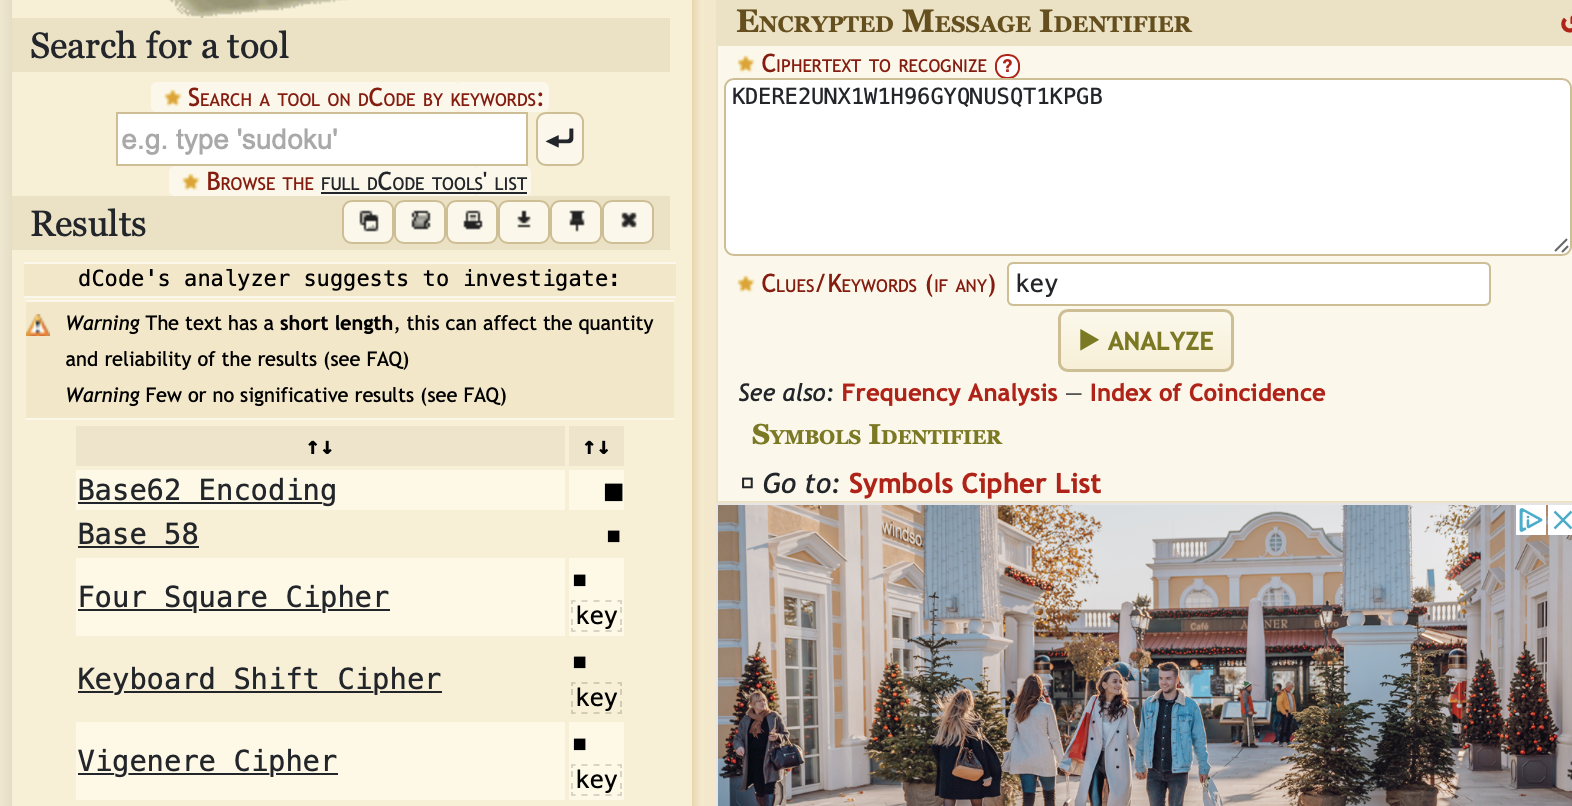 Search for a tool
Search a tool on dCode by keywords:
e.g. type 'sudoku'
Browse the full dCode tools' list
Results
dCode's analyzer suggests to investigate:
Warning The text has a short length, this can affect the quantity
and reliability of the results (see FAQ)
Warning Few or no significative results (see FAQ)
↑↓ ↑↓
Base62 Encoding
Base 58
Four Square Cipher
key
Keyboard Shift Cipher
key
Vigenere Cipher
key
Encrypted Message Identifier
Ciphertext to recognize ?
KDERE2UNX1W1H96GYQNUSQT1KPGB
Clues/Keywords (if any) key
ANALYZE
See also: Frequency Analysis – Index of Coincidence
Symbols Identifier
Go to: Symbols Cipher List
windso
Café